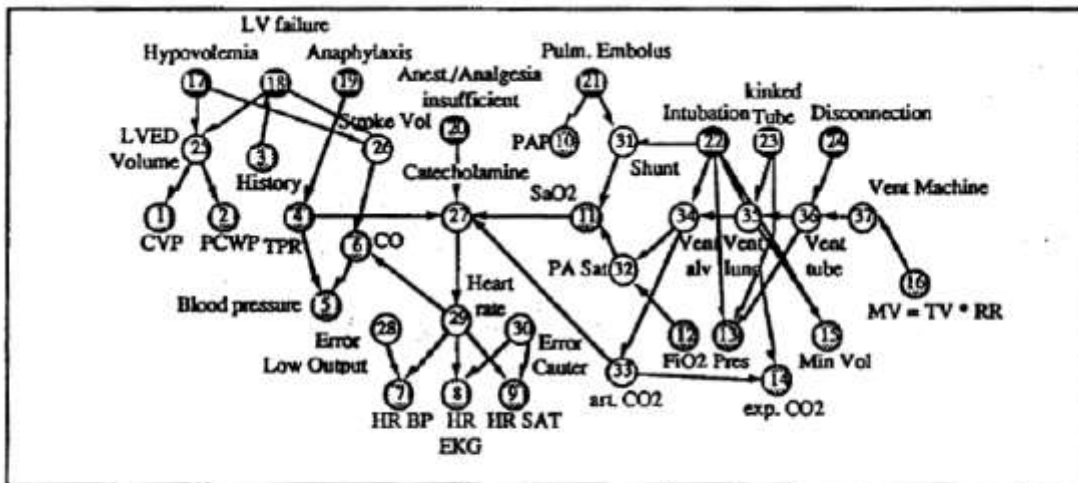 LV failure
Hypovolemia
Anaphylaxis
Pulm. Embolus
Anest./Analgesia
insufficient
kinked
Tube
Intubation
Disconnection
17
18
19
20
21
22
23
24
LVED
Volume
25
Stroke Vol
26
PAP
10
31
Shunt
3
History
Catecholamine
SaO2
Vent Machine
1
2
4
27
11
34
35
36
37
CVP
PCWP
TPR
6
CO
PA Sat
32
Vent
alv
Vent
lung
Vent
tube
16
MV = TV * RR
Blood pressure
5
Heart
rate
28
29
30
12
13
15
Error
Low Output
Error
Cauter
FiO2
Pres
Min Vol
33
14
art. CO2
exp. CO2
7
8
9
HR BP
HR
EKG
HR SAT